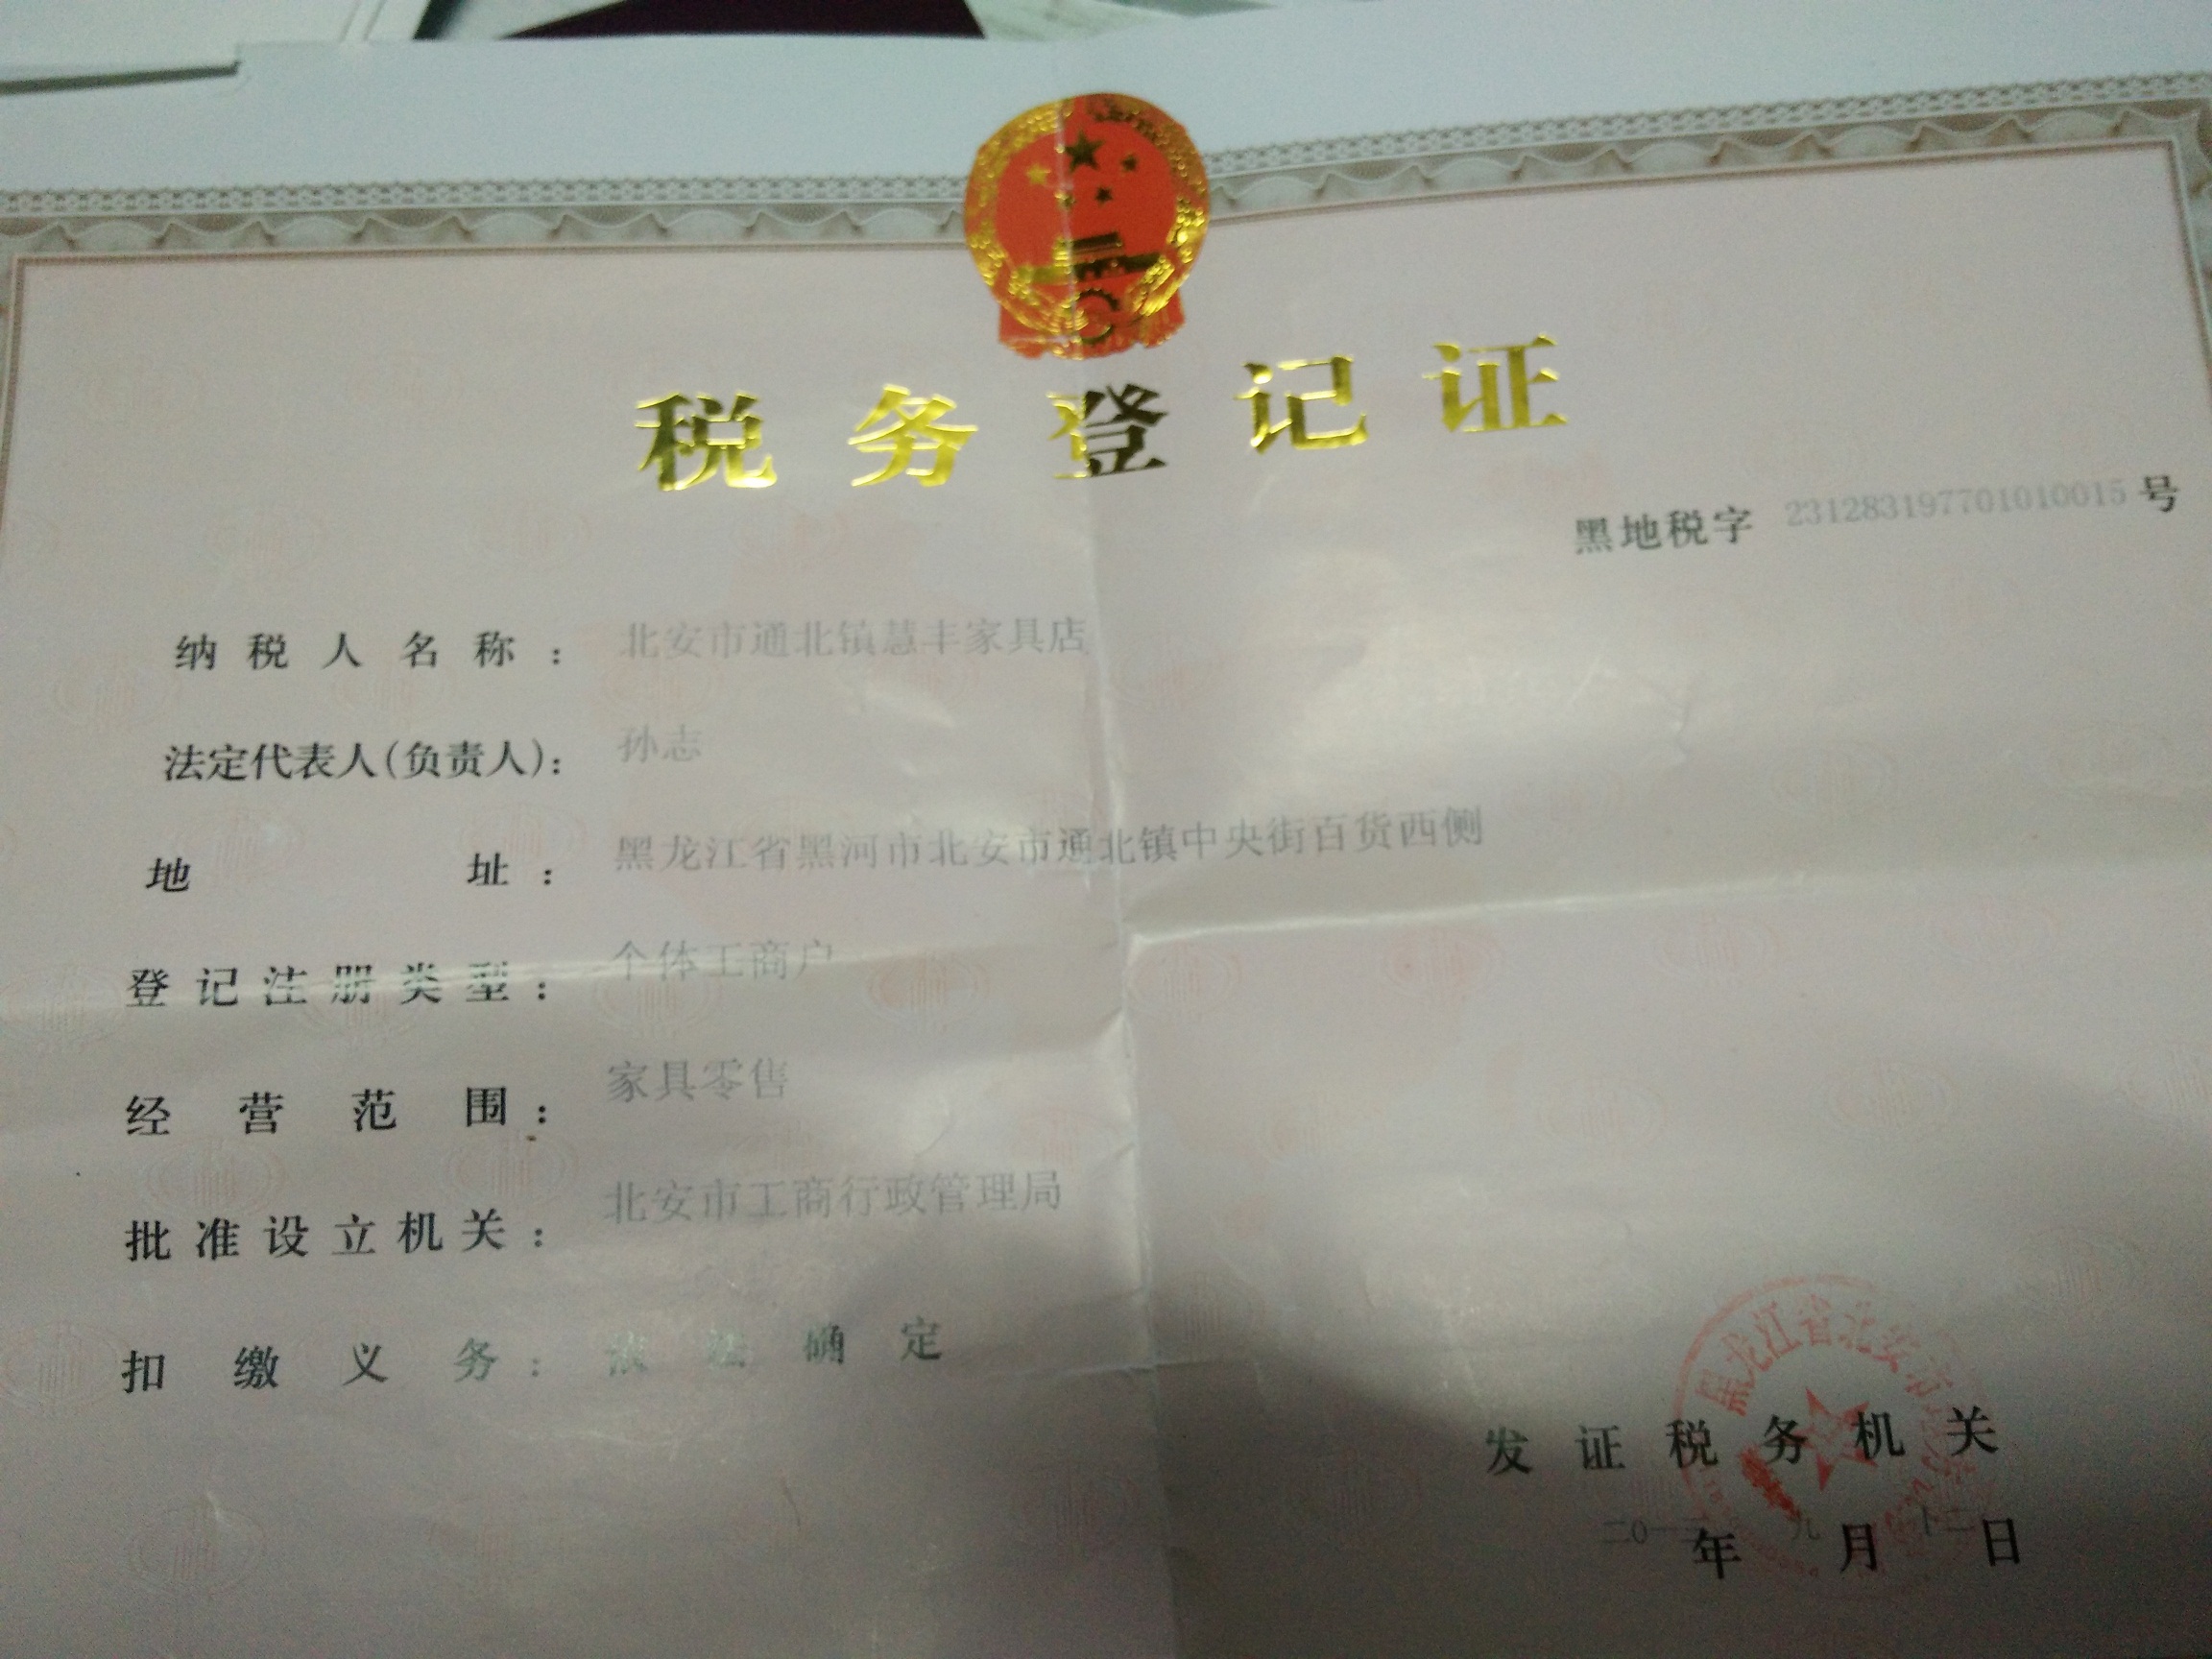 税务登记证
黑地税字 231283197701010015 号
纳税人名称： 北安市通北镇慧丰家具店
法定代表人(负责人)： 孙志
地址： 黑龙江省黑河市北安市通北镇中央街百货西侧
登记注册类型： 个体工商户
经营范围： 家具零售
批准设立机关： 北安市工商行政管理局
扣缴义务： 依法确定
黑龙江省北安市
发证税务机关
年 九 月 十二 日